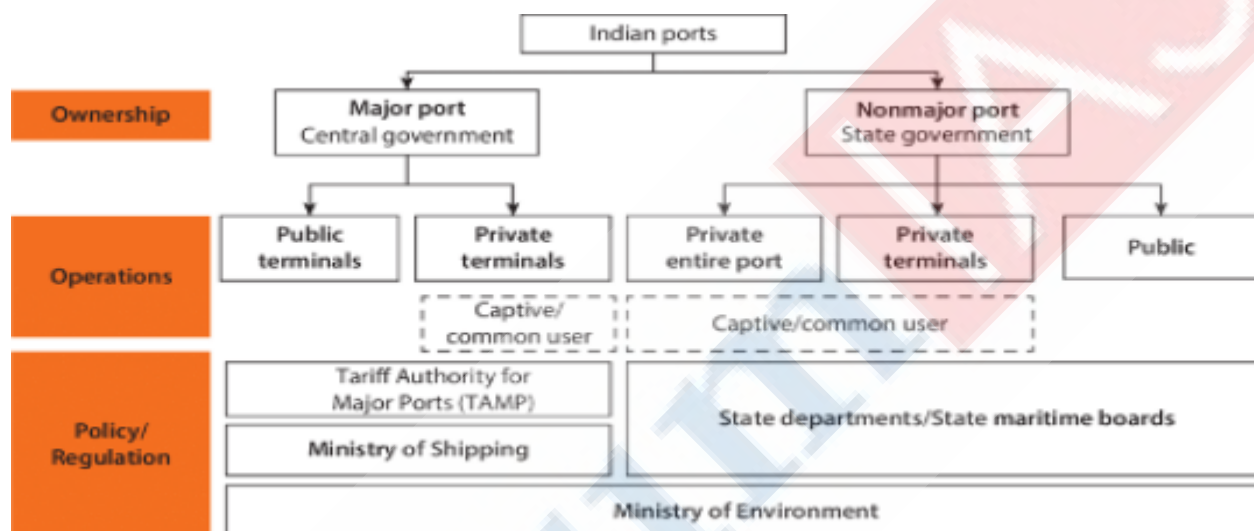 Indian ports
Ownership
Major port
Central government
Nonmajor port
State government
Operations
Public
terminals
Private
terminals
Private
entire port
Private
terminals
Public
Captive/
common user
Captive/common user
Policy/
Regulation
Tariff Authority for
Major Ports (TAMP)
Ministry of Shipping
State departments/State maritime boards
Ministry of Environment